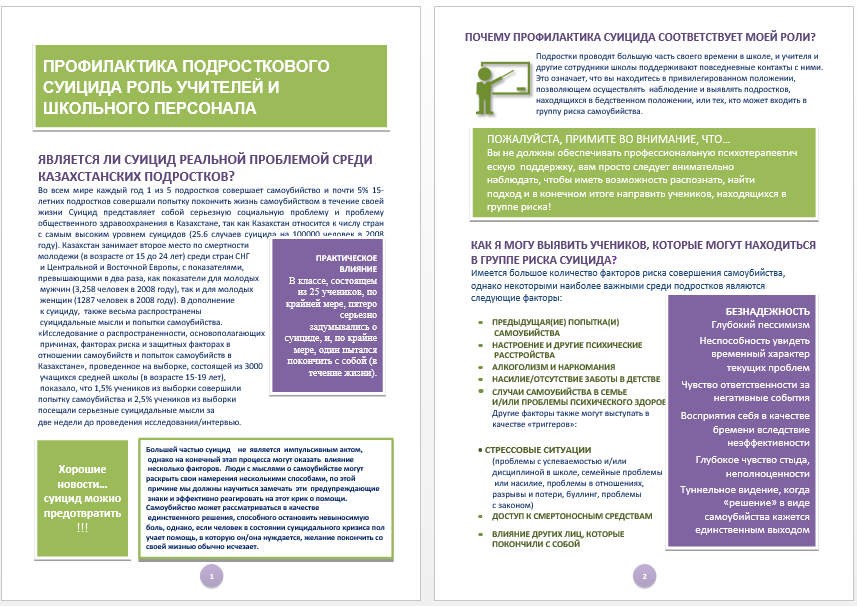 ПРОФИЛАКТИКА ПОДРОСТКОВОГО
СУИЦИДА РОЛЬ УЧИТЕЛЕЙ И
ШКОЛЬНОГО ПЕРСОНАЛА
ЯВЛЯЕТСЯ ЛИ СУИЦИД РЕАЛЬНОЙ ПРОБЛЕМОЙ СРЕДИ
КАЗАХСТАНСКИХ ПОДРОСТКОВ?
Во всем мире каждый год 1 из 5 подростков совершает самоубийство и почти 5% 15-
летних подростков совершали попытку покончить жизнь самоубийством в течение своей
жизни Суицид представляет собой серьезную социальную проблему и проблему
общественного здравоохранения в Казахстане, так как Казахстан относится к числу стран
с самым высоким уровнем суицидов (25.6 случаев суицида на 100000 человек в 2008
году). Казахстан занимает второе место по смертности
молодежи (в возрасте от 15 до 24 лет) среди стран СНГ
и Центральной и Восточной Европы, с показателями,
превышающими в два раза, как показатели для молодых
мужчин (3,258 человек в 2008 году), так и для молодых
женщин (1287 человек в 2008 году). В дополнение
к суициду, также весьма распространены
суицидальные мысли и попытки самоубийства.
«Исследование о распространенности, основополагающих
причинах, факторах риска и защитных факторах в
отношении самоубийств и попыток самоубийств в
Казахстане», проведенное на выборке, состоящей из 3000
учащихся средней школы (в возрасте 15-19 лет),
показало, что 1,5% учеников из выборки совершили
попытку самоубийства и 2,5% учеников из выборки
посещали серьезные суицидальные мысли за
две недели до проведения исследования/интервью.
ПРАКТИЧЕСКОЕ
ВЛИЯНИЕ
В классе, состоящем
из 25 учеников, по
крайней мере, пятеро
серьезно
задумывались о
суициде, и, по крайне
мере, один пытался
покончить с собой (в
течение жизни).
Хорошие
новости...
суицид можно
предотвратить
!!!
Большей частью суицид не является импульсивным актом,
однако на конечный этап процесса могут оказать влияние
несколько факторов. Люди с мыслями о самоубийстве могут
раскрыть свои намерения несколькими способами, по этой
причине мы должны научиться замечать эти предупреждающие
знаки и эффективно реагировать на этот крик о помощи.
Самоубийство может рассматриваться в качестве
единственного решения, способного остановить невыносимую
боль, однако, если человек в состоянии суицидального кризиса пол
учает помощь, в которую он/она нуждается, желание покончить со
своей жизнью обычно исчезает.
1
ПОЧЕМУ ПРОФИЛАКТИКА СУИЦИДА СООТВЕТСТВУЕТ МОЕЙ РОЛИ?
Подростки проводят большую часть своего времени в школе, и учителя и
другие сотрудники школы поддерживают повседневные контакты с ними.
Это означает, что вы находитесь в привилегированном положении,
позволяющем осуществлять наблюдение и выявлять подростков,
находящихся в бедственном положении, или тех, кто может входить в
группу риска самоубийства.
ПОЖАЛУЙСТА, ПРИМИТЕ ВО ВНИМАНИЕ, ЧТО...
Вы не должны обеспечивать профессиональную психотерапевтич
ескую поддержку, вам просто следует внимательно
наблюдать, чтобы иметь возможность распознать, найти
подход и в конечном итоге направить учеников, находящихся в
группе риска!
КАК Я МОГУ ВЫЯВИТЬ УЧЕНИКОВ, КОТОРЫЕ МОГУТ НАХОДИТЬСЯ
В ГРУППЕ РИСКА СУИЦИДА?
Имеется большое количество факторов риска совершения самоубийства,
однако некоторыми наиболее важными среди подростков являются
следующие факторы:
• ПРЕДЫДУЩАЯ(ИЕ) ПОПЫТКА(И)
САМОУБИЙСТВА
• НАСТРОЕНИЕ И ДРУГИЕ ПСИХИЧЕСКИЕ
РАССТРОЙСТВА
• АЛКОГОЛИЗМ И НАРКОМАНИЯ
• НАСИЛИЕ/ОТСУТСТВИЕ ЗАБОТЫ В ДЕТСТВЕ
• СЛУЧАИ САМОУБИЙСТВА В СЕМЬЕ
И/ИЛИ ПРОБЛЕМЫ ПСИХИЧЕСКОГО ЗДОРОВ
Другие факторы также могут выступать в
качестве «триггеров»:
• СТРЕССОВЫЕ СИТУАЦИИ
(проблемы с успеваемостью и/или
дисциплиной в школе, семейные проблемы
или насилие, проблемы в отношениях,
разрывы и потери, буллинг, проблемы
с законом)
• ДОСТУП К СМЕРТОНОСНЫМ СРЕДСТВАМ
• ВЛИЯНИЕ ДРУГИХ ЛИЦ, КОТОРЫЕ
ПОКОНЧИЛИ С СОБОЙ
БЕЗНАДЕЖНОСТЬ
Глубокий пессимизм
Неспособность увидеть
временный характер
текущих проблем
Чувство ответственности за
негативные события
Восприятия себя в качестве
бремени вследствие
неэффективности
Глубокое чувство стыда,
неполноценности
Туннельное видение, когда
«решение» в виде
самоубийства кажется
единственным выходом
2